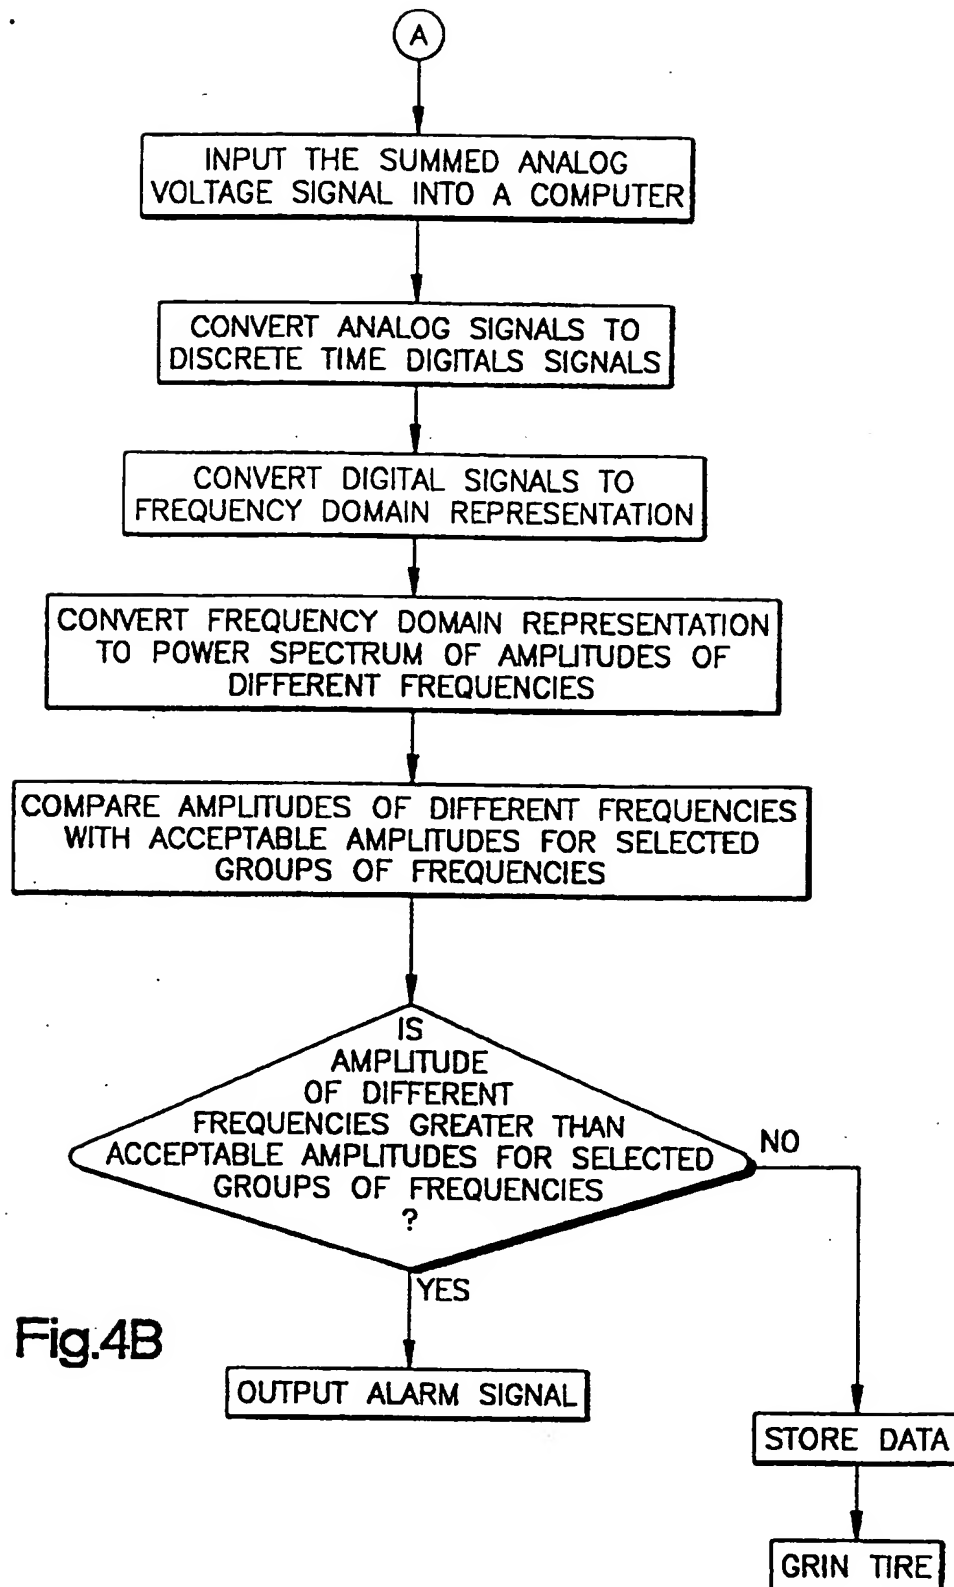 A
INPUT THE SUMMED ANALOG
VOLTAGE SIGNAL INTO A COMPUTER
CONVERT ANALOG SIGNALS TO
DISCRETE TIME DIGITALS SIGNALS
CONVERT DIGITAL SIGNALS TO
FREQUENCY DOMAIN REPRESENTATION
CONVERT FREQUENCY DOMAIN REPRESENTATION
TO POWER SPECTRUM OF AMPLITUDES OF
DIFFERENT FREQUENCIES
COMPARE AMPLITUDES OF DIFFERENT FREQUENCIES
WITH ACCEPTABLE AMPLITUDES FOR SELECTED
GROUPS OF FREQUENCIES
IS
AMPLITUDE
OF DIFFERENT
FREQUENCIES GREATER THAN
ACCEPTABLE AMPLITUDES FOR SELECTED
GROUPS OF FREQUENCIES
?
NO
YES
Fig.4B
OUTPUT ALARM SIGNAL
STORE DATA
GRIN TIRE